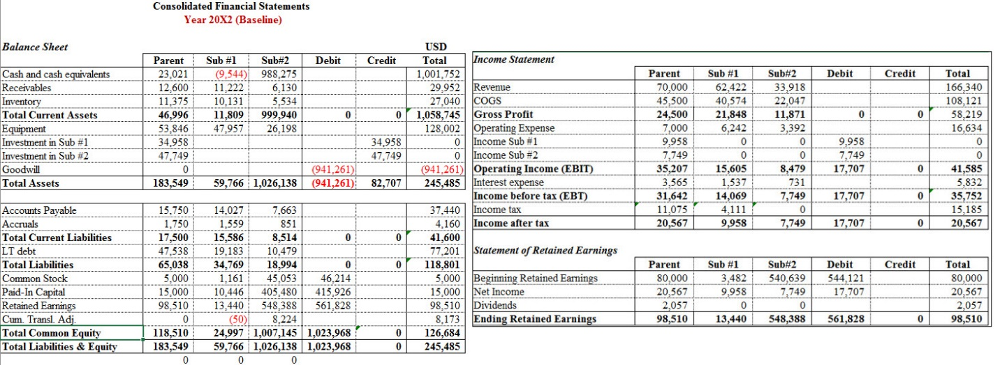 Consolidated Financial Statements
Year 20X2 (Baseline)
Balance Sheet USD
Parent Sub #1 Sub#2 Debit Credit Total
Cash and cash equivalents 23,021 (9,544) 988,275 1,001,752
Receivables 12,600 11,222 6,130 29,952
Inventory 11,375 10,131 5,534 27,040
Total Current Assets 46,996 11,809 999,940 0 0 1,058,745
Equipment 53,846 47,957 26,198 128,002
Investment in Sub #1 34,958 34,958 0
Investment in Sub #2 47,749 47,749 0
Goodwill 0 (941,261) (941,261)
Total Assets 183,549 59,766 1,026,138 (941,261) 82,707 245,485
Accounts Payable 15,750 14,027 7,663 37,440
Accruals 1,750 1,559 851 4,160
Total Current Liabilities 17,500 15,586 8,514 0 0 41,600
LT debt 47,538 19,183 10,479 77,201
Total Liabilities 65,038 34,769 18,994 0 0 118,801
Common Stock 5,000 1,161 45,053 46,214 5,000
Paid-In Capital 15,000 10,446 405,480 415,926 15,000
Retained Earnings 98,510 13,440 548,388 561,828 98,510
Cum. Transl. Adj. 0 (50) 8,224 8,173
Total Common Equity 118,510 24,997 1,007,145 1,023,968 0 126,684
Total Liabilities & Equity 183,549 59,766 1,026,138 1,023,968 0 245,485
0 0 0
Income Statement
Parent Sub #1 Sub#2 Debit Credit Total
Revenue 70,000 62,422 33,918 166,340
COGS 45,500 40,574 22,047 108,121
Gross Profit 24,500 21,848 11,871 0 0 58,219
Operating Expense 7,000 6,242 3,392 16,634
Income Sub #1 9,958 0 0 9,958 0
Income Sub #2 7,749 0 0 7,749 0
Operating Income (EBIT) 35,207 15,605 8,479 17,707 0 41,585
Interest expense 3,565 1,537 731 5,832
Income before tax (EBT) 31,642 14,069 7,749 17,707 0 35,752
Income tax 11,075 4,111 0 15,185
Income after tax 20,567 9,958 7,749 17,707 0 20,567
Statement of Retained Earnings
Parent Sub #1 Sub#2 Debit Credit Total
Beginning Retained Earnings 80,000 3,482 540,639 544,121 80,000
Net Income 20,567 9,958 7,749 17,707 20,567
Dividends 2,057 0 0 2,057
Ending Retained Earnings 98,510 13,440 548,388 561,828 0 98,510